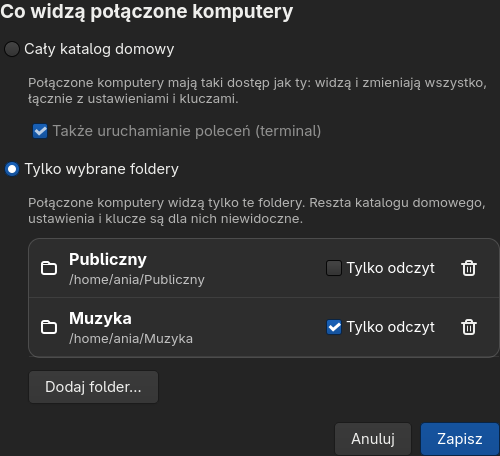 Co widzą połączone komputery
Cały katalog domowy
Połączone komputery mają taki dostęp jak ty: widzą i zmieniają wszystko,
łącznie z ustawieniami i kluczami.
Także uruchamianie poleceń (terminal)
Tylko wybrane foldery
Połączone komputery widzą tylko te foldery. Reszta katalogu domowego,
ustawienia i klucze są dla nich niewidoczne.
Publiczny
/home/ania/Publiczny
Tylko odczyt
Muzyka
/home/ania/Muzyka
Tylko odczyt
Dodaj folder...
Anuluj
Zapisz